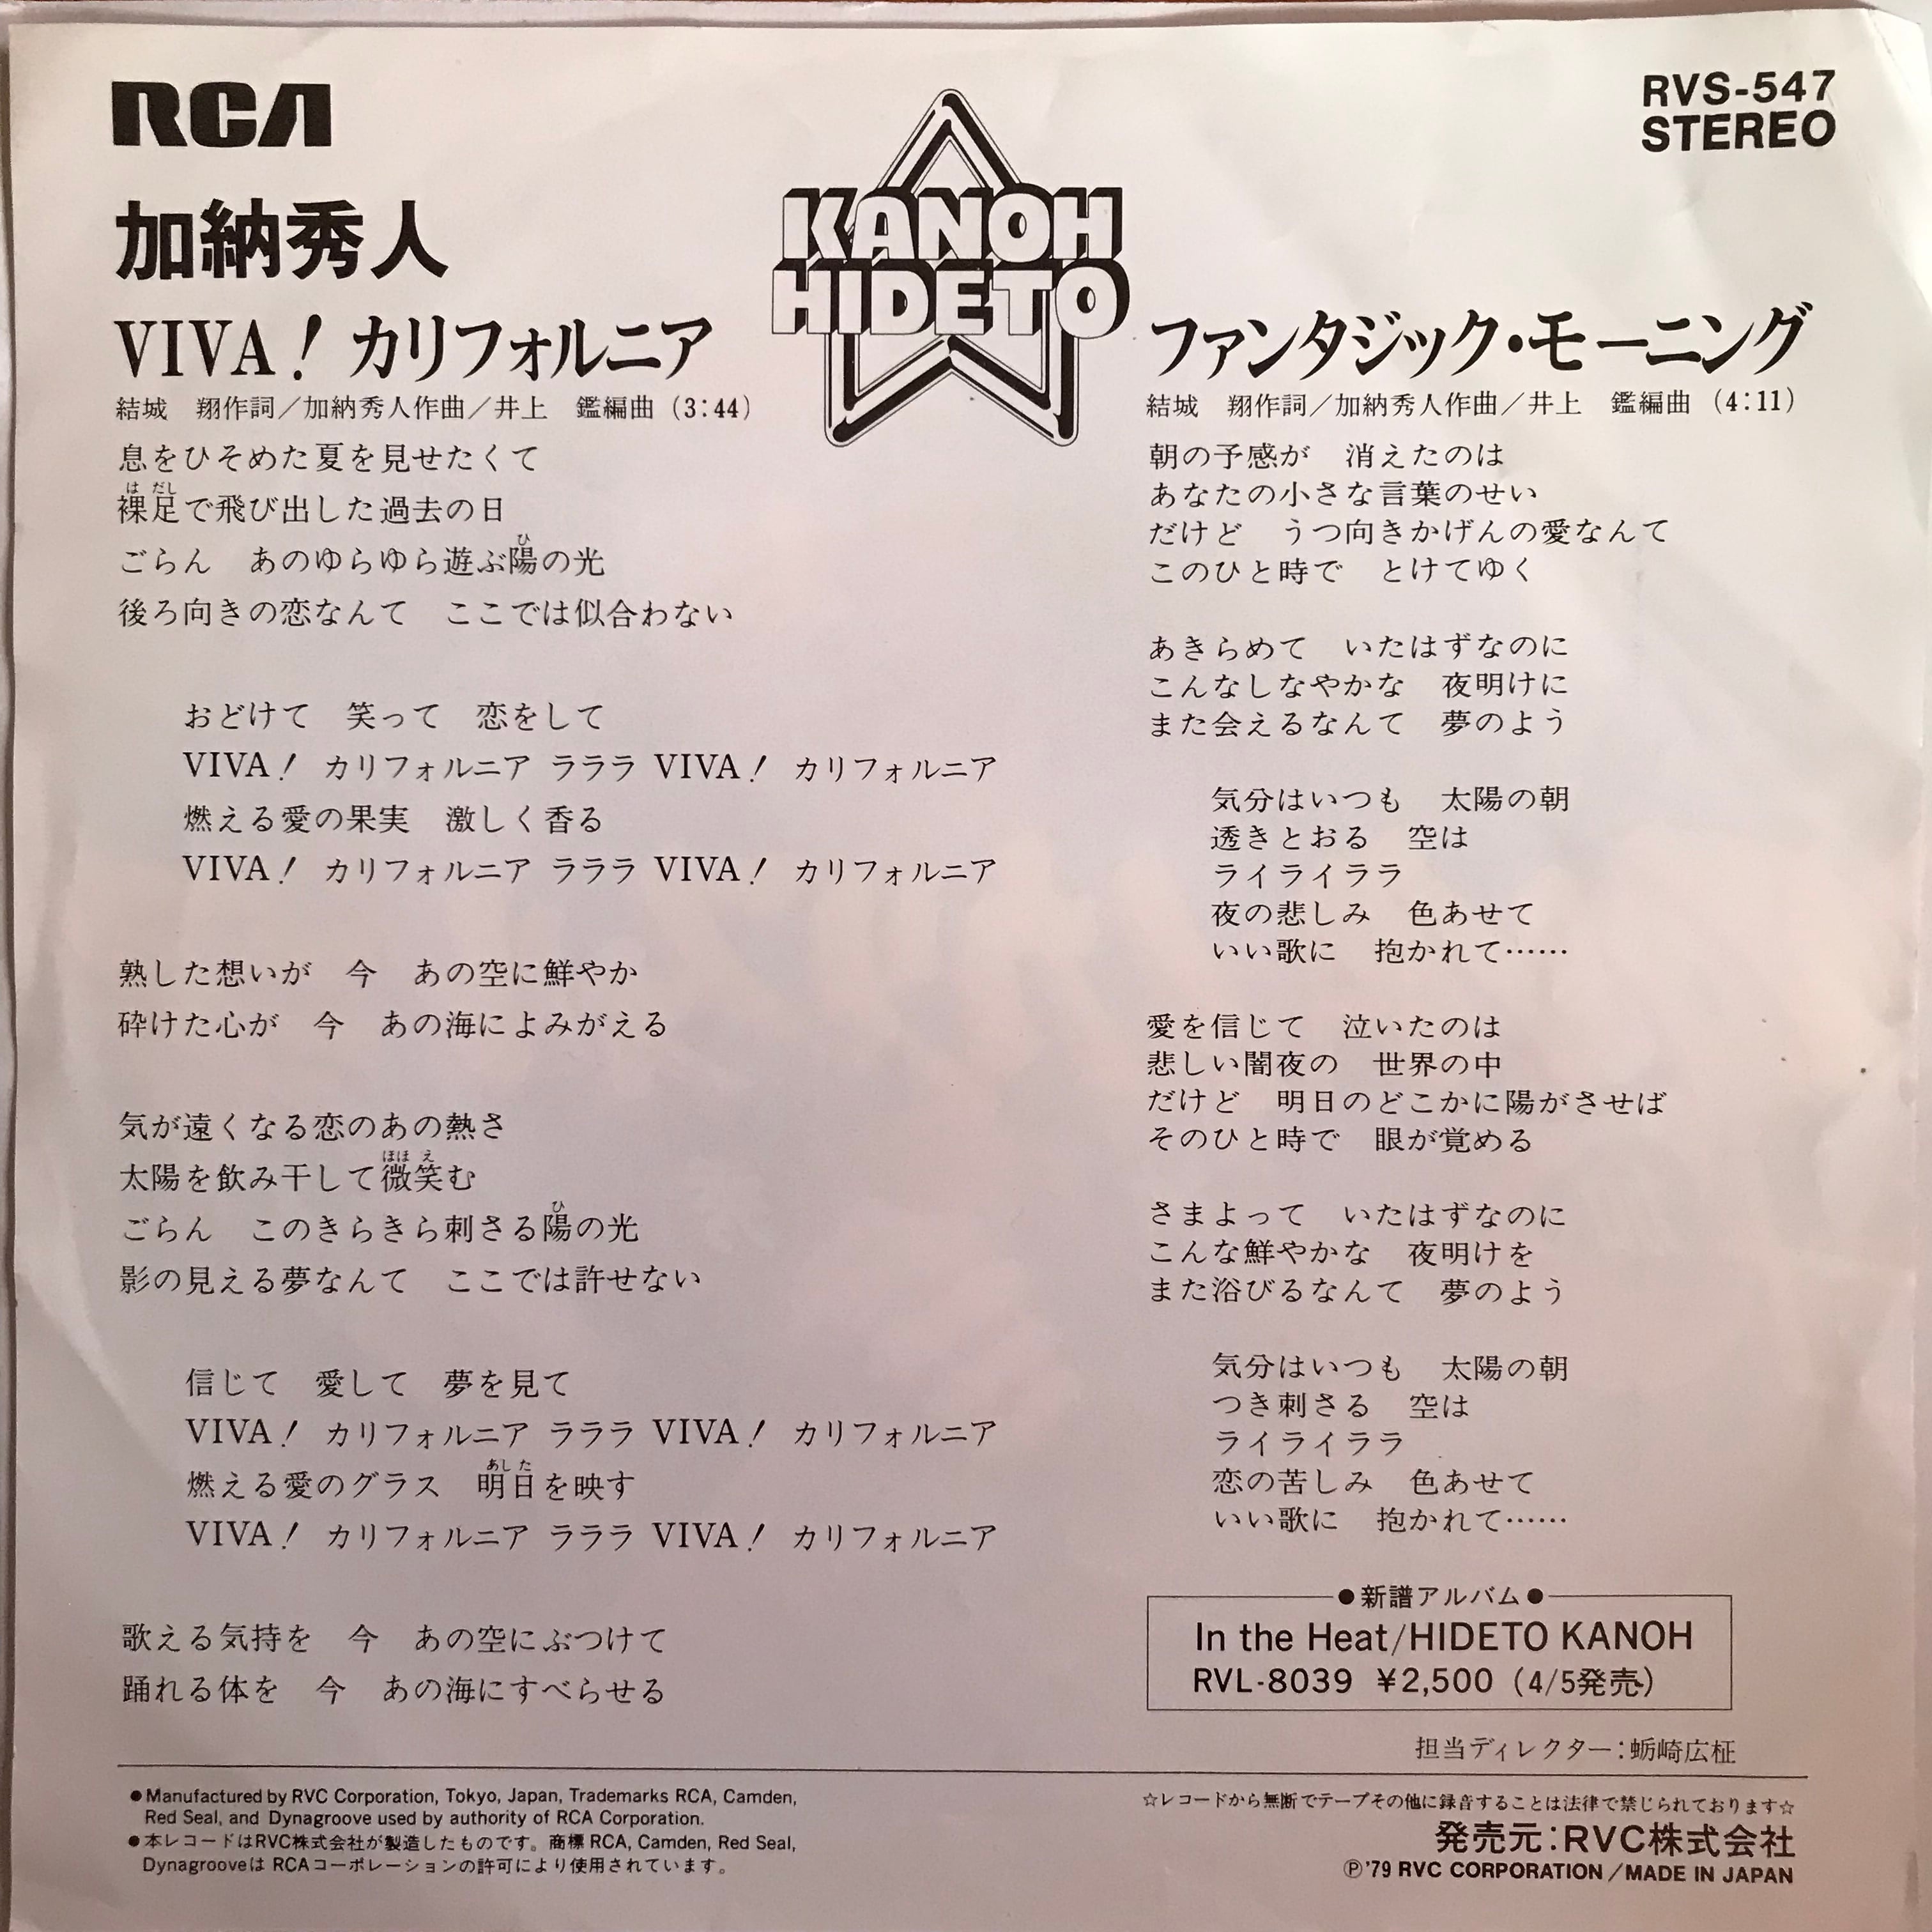 RCA
RVS-547
STEREO
KANOH
HIDETO
加納秀人
VIVA! カリフォルニア
結城　翔作詞／加納秀人作曲／井上　鑑編曲 (3:44)
息をひそめた夏を見せたくて
裸足で飛び出した過去の日
ごらん　あのゆらゆら遊ぶ陽の光
後ろ向きの恋なんて　ここでは似合わない
おどけて　笑って　恋をして
VIVA! カリフォルニア ラララ VIVA! カリフォルニア
燃える愛の果実　激しく香る
VIVA! カリフォルニア ラララ VIVA! カリフォルニア
熟した想いが　今　あの空に鮮やか
砕けた心が　今　あの海によみがえる
気が遠くなる恋のあの熱さ
太陽を飲み干して微笑む
ごらん　このきらきら刺さる陽の光
影の見える夢なんて　ここでは許せない
信じて　愛して　夢を見て
VIVA! カリフォルニア ラララ VIVA! カリフォルニア
燃える愛のグラス　明日を映す
VIVA! カリフォルニア ラララ VIVA! カリフォルニア
歌える気持を　今　あの空にぶつけて
踊れる体を　今　あの海にすべらせる
ファンタジック・モーニング
結城　翔作詞／加納秀人作曲／井上　鑑編曲 (4:11)
朝の予感が　消えたのは
あなたの小さな言葉のせい
だけど　うつ向きかげんの愛なんて
このひと時で　とけてゆく
あきらめて　いたはずなのに
こんなしなやかな　夜明けに
また会えるなんて　夢のよう
気分はいつも　太陽の朝
透きとおる　空は
ライライララ
夜の悲しみ　色あせて
いい歌に　抱かれて……
愛を信じて　泣いたのは
悲しい闇夜の　世界の中
だけど　明日のどこかに陽がさせば
そのひと時で　眼が覚める
さまよって　いたはずなのに
こんな鮮やかな　夜明けを
また浴びるなんて　夢のよう
気分はいつも　太陽の朝
つき刺さる　空は
ライライララ
恋の苦しみ　色あせて
いい歌に　抱かれて……
●新譜アルバム●
In the Heat/HIDETO KANOH
RVL-8039 ¥2,500 (4/5発売)
担当ディレクター：蛎崎広柾
●Manufactured by RVC Corporation, Tokyo, Japan, Trademarks RCA, Camden,
Red Seal, and Dynagroove used by authority of RCA Corporation.
●本レコードはRVC株式会社が製造したものです。商標 RCA, Camden, Red Seal,
Dynagrooveは RCAコーポレーションの許可により使用されています。
☆レコードから無断でテープその他に録音することは法律で禁じられております☆
発売元：RVC株式会社
Ⓟ'79 RVC CORPORATION / MADE IN JAPAN